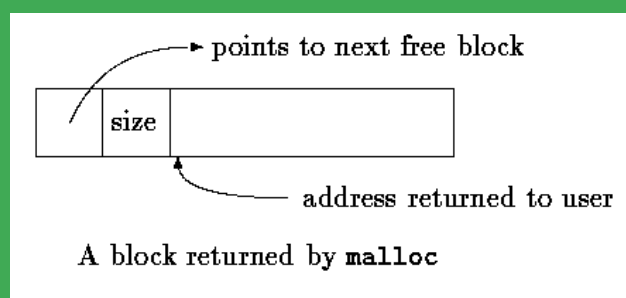 points to next free block
size
address returned to user
A block returned by malloc